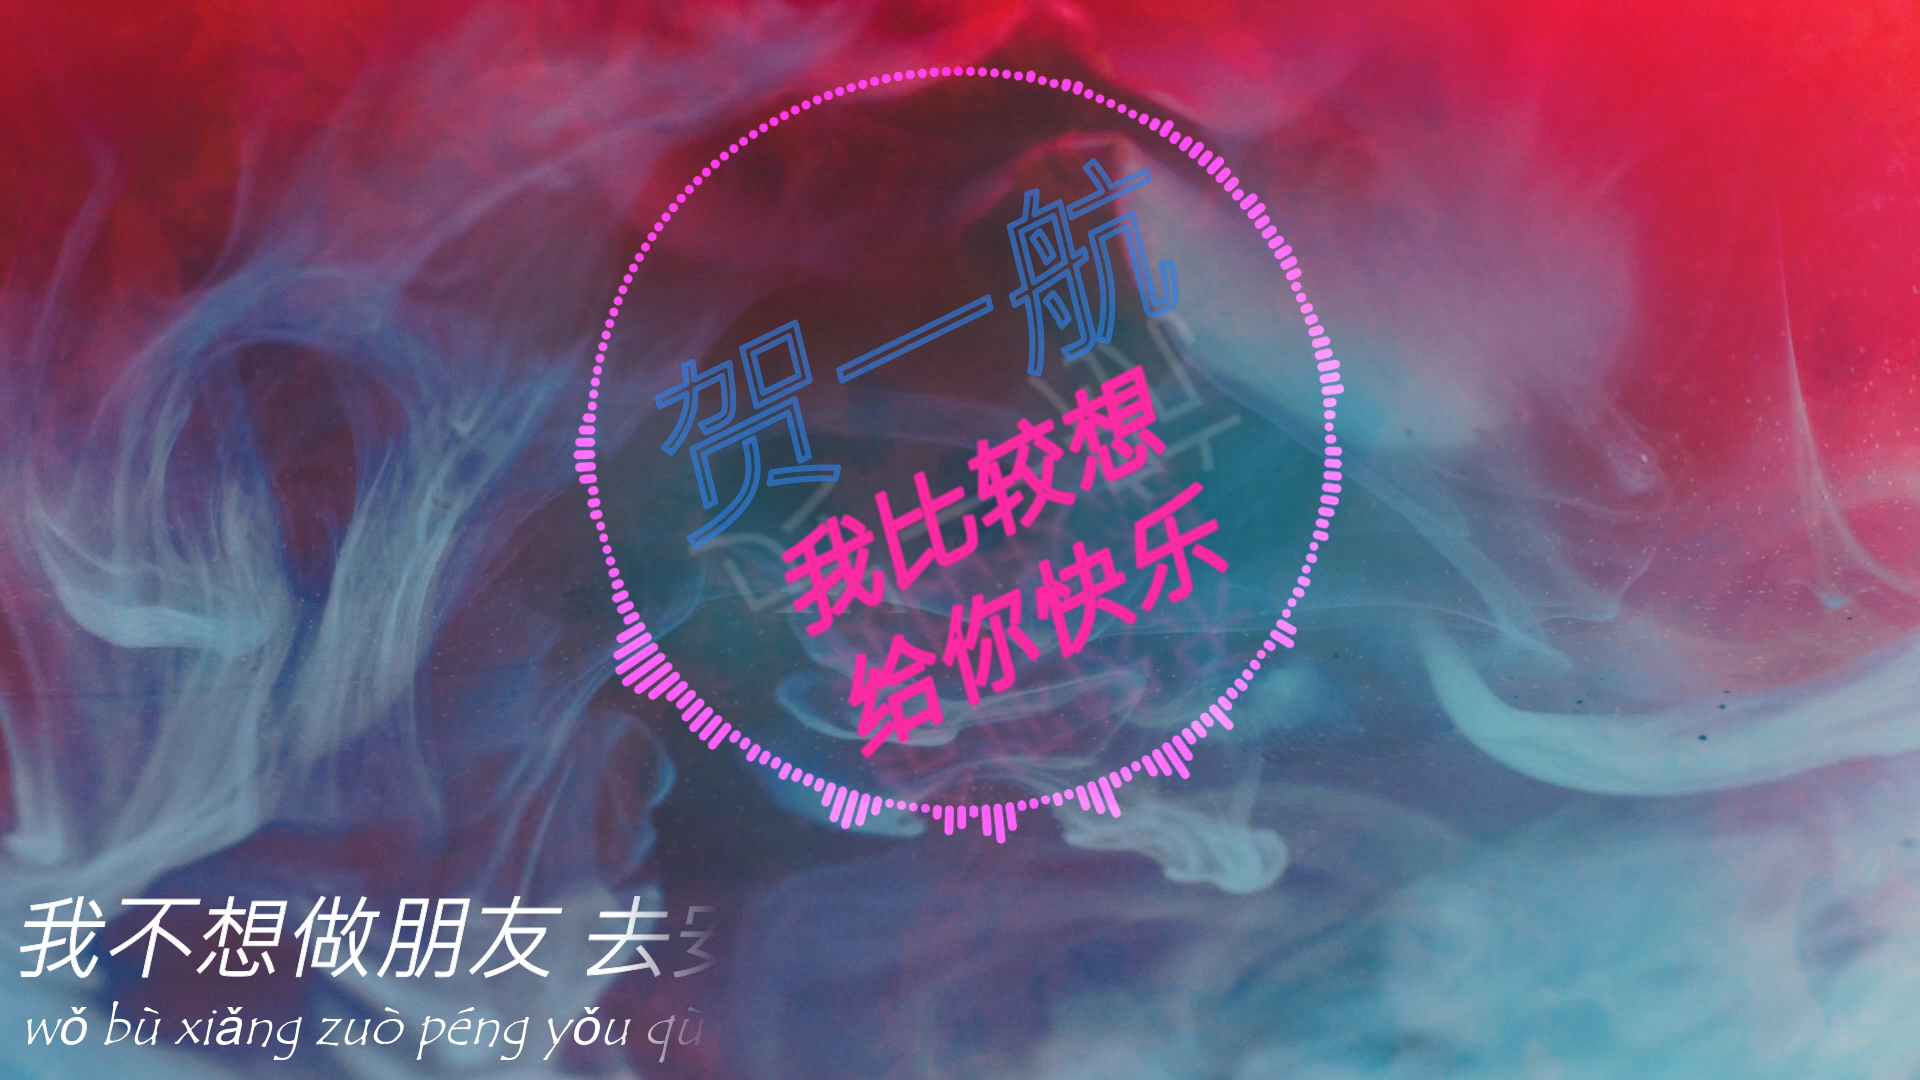 贺一航
我比较想
给你快乐
我不想做朋友 去
wǒ bù xiǎng zuò péng yǒu qù